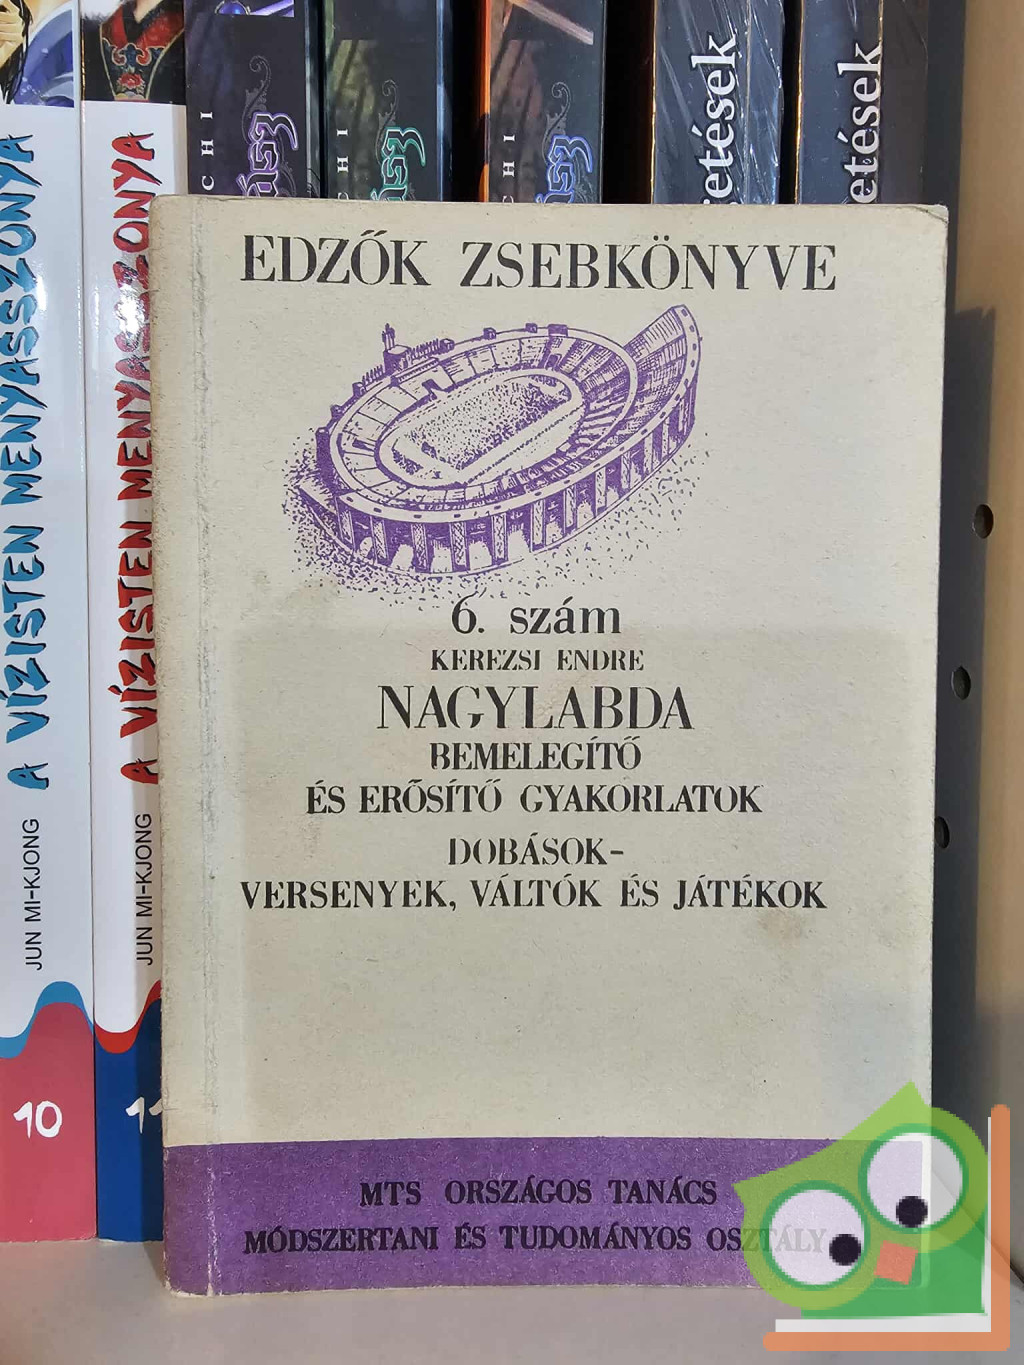 EDZŐK ZSEBKÖNYVE
6. szám
KEREZSI ENDRE
NAGYLABDA
BEMELEGÍTŐ
ÉS ERŐSÍTŐ GYAKORLATOK
DOBÁSOK-
VERSENYEK, VÁLTÓK ÉS JÁTÉKOK
MTS ORSZÁGOS TANÁCS
MÓDSZERTANI ÉS TUDOMÁNYOS OSZTÁLY
JUN MI-KJONG
A VÍZISTEN MENYASSZONYA
10
JUN MI-KJONG
A VÍZISTEN MENYASSZONYA
11